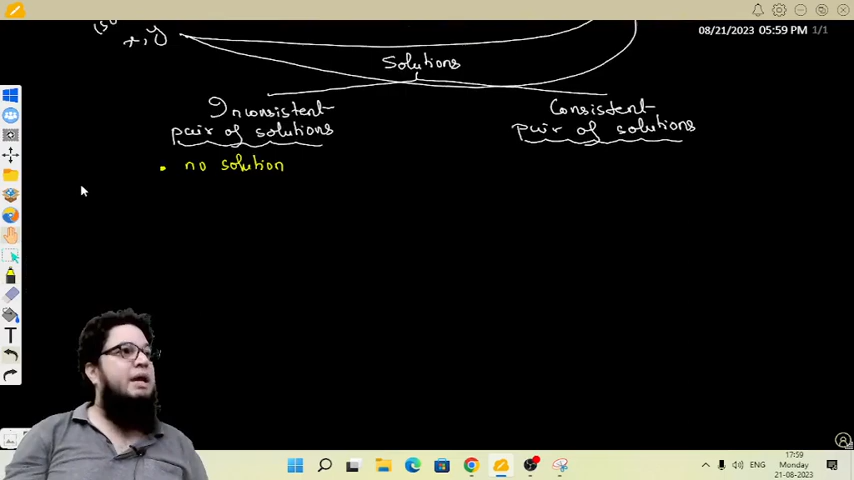 08/21/2023 05:59 PM 1/1
x, y
Solutions
Inconsistent
pair of solutions
Consistent
pair of solutions
• no solution
T
ENG
17:59
Monday
21-08-2023